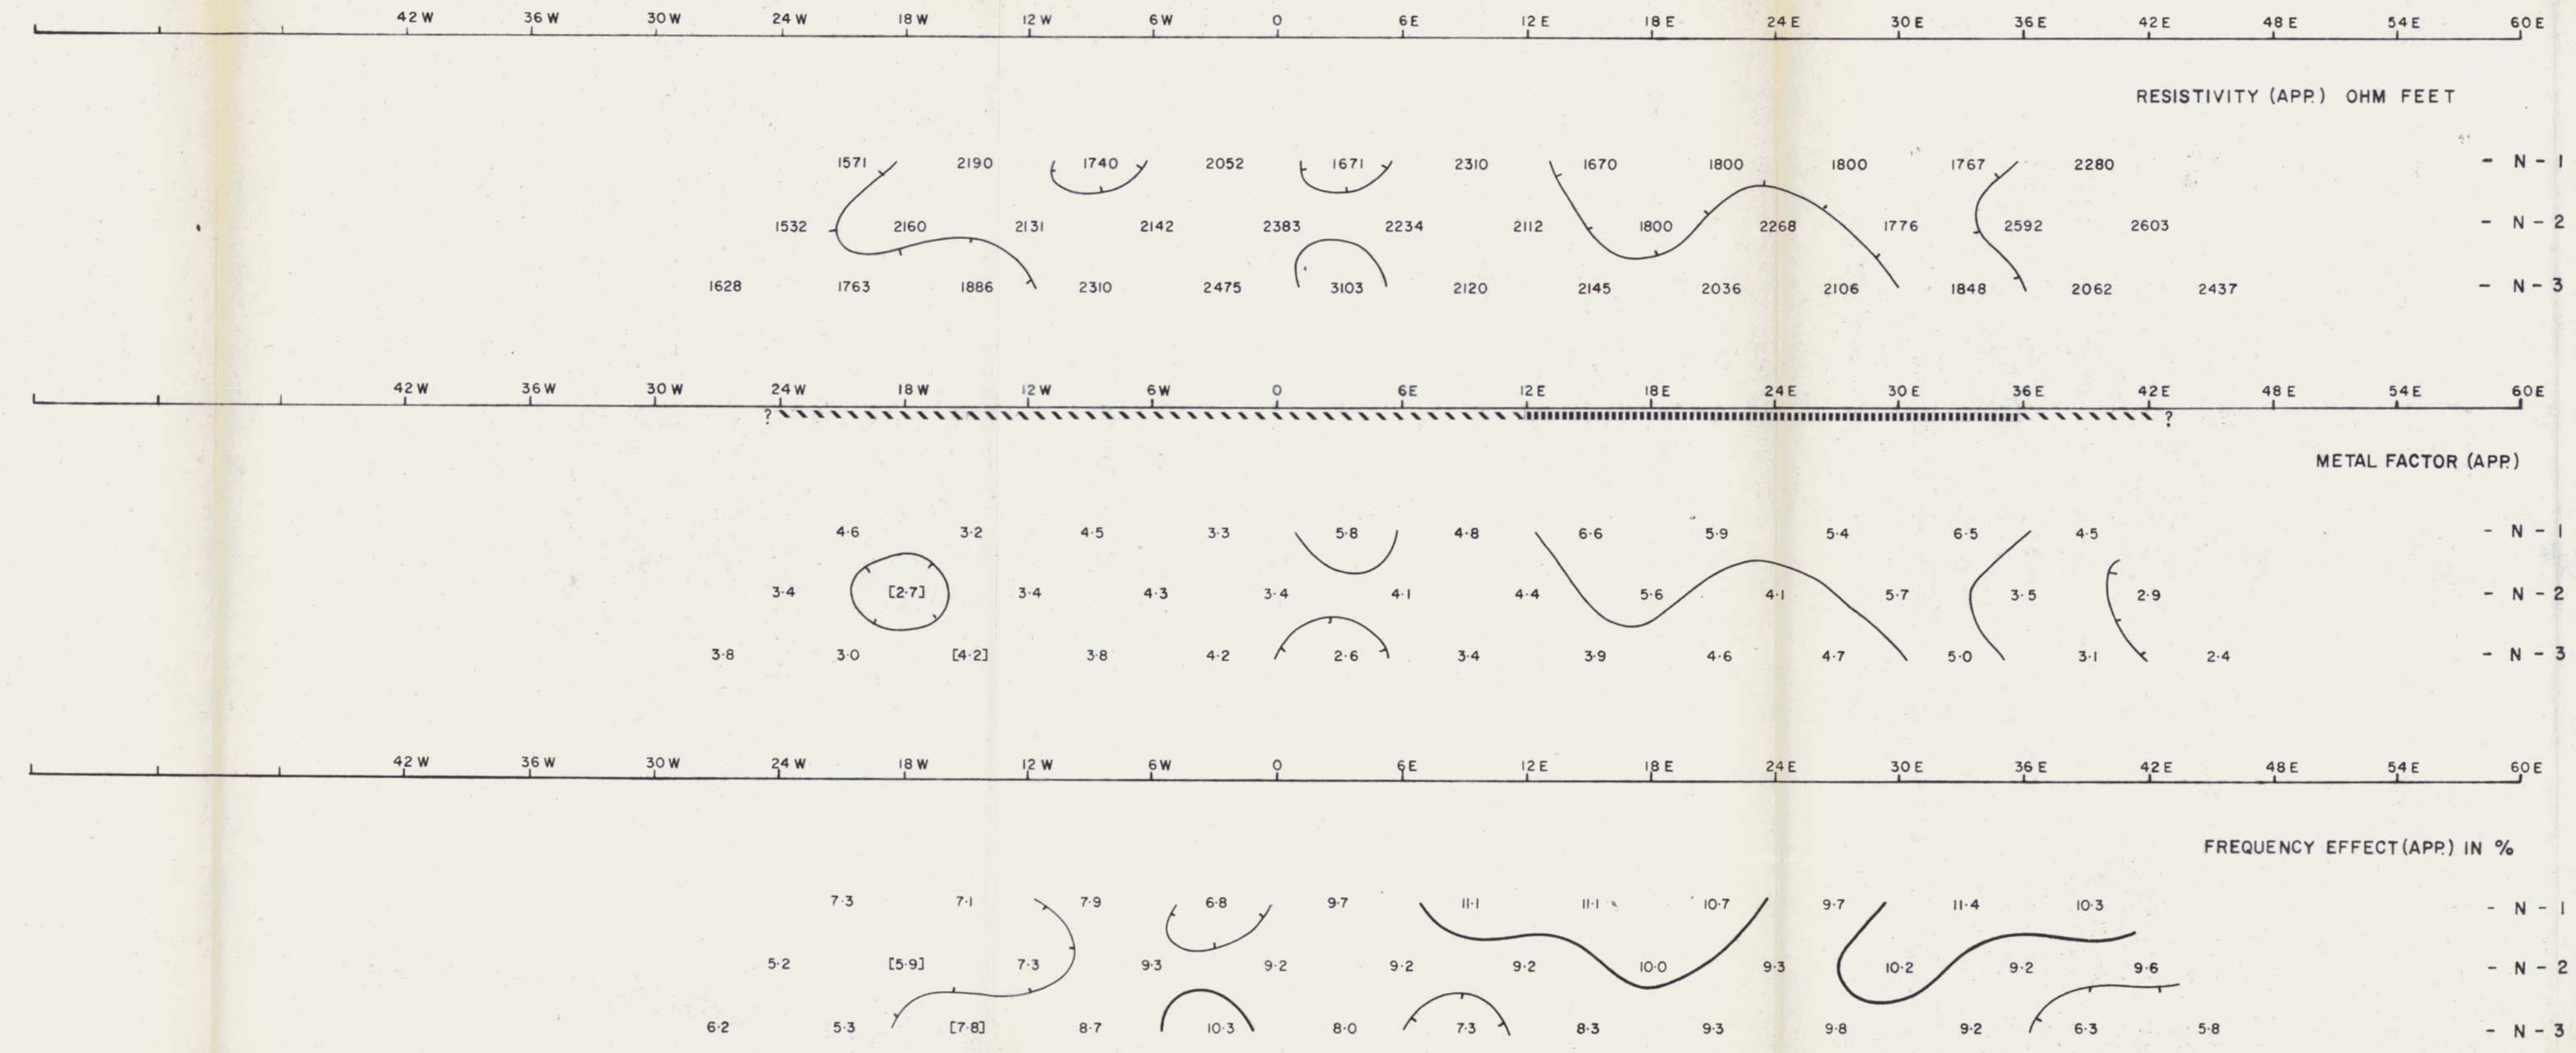 42 W 36 W 30 W 24 W 18 W 12 W 6 W 0 6 E 12 E 18 E 24 E 30 E 36 E 42 E 48 E 54 E 60 E
RESISTIVITY (APP.) OHM FEET
1571 2190 1740 2052 1671 2310 1670 1800 1800 1767 2280 - N - 1
1532 2160 2131 2142 2383 2234 2112 1800 2268 1776 2592 2603 - N - 2
1628 1763 1886 2310 2475 3103 2120 2145 2036 2106 1848 2062 2437 - N - 3
42 W 36 W 30 W 24 W 18 W 12 W 6 W 0 6 E 12 E 18 E 24 E 30 E 36 E 42 E 48 E 54 E 60 E
? ?
METAL FACTOR (APP.)
4.6 3.2 4.5 3.3 5.8 4.8 6.6 5.9 5.4 6.5 4.5 - N - 1
3.4 [2.7] 3.4 4.3 3.4 4.1 4.4 5.6 4.1 5.7 3.5 2.9 - N - 2
3.8 3.0 [4.2] 3.8 4.2 2.6 3.4 3.9 4.6 4.7 5.0 3.1 2.4 - N - 3
42 W 36 W 30 W 24 W 18 W 12 W 6 W 0 6 E 12 E 18 E 24 E 30 E 36 E 42 E 48 E 54 E 60 E
FREQUENCY EFFECT (APP.) IN %
7.3 7.1 7.9 6.8 9.7 11.1 11.1 10.7 9.7 11.4 10.3 - N - 1
5.2 [5.9] 7.3 9.3 9.2 9.2 9.2 10.0 9.3 10.2 9.2 9.6 - N - 2
6.2 5.3 [7.8] 8.7 10.3 8.0 7.3 8.3 9.3 9.8 9.2 6.3 5.8 - N - 3